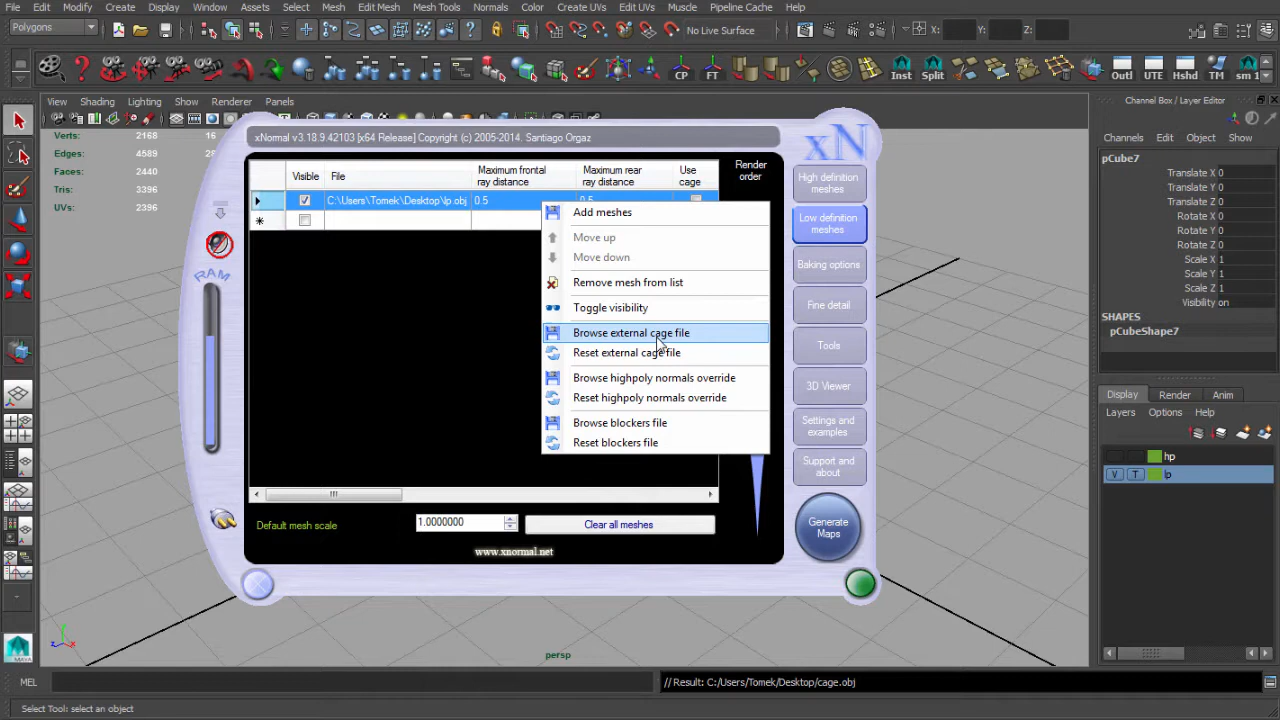 File Edit Modify Create Display Window Assets Select Mesh Edit Mesh Mesh Tools Normals Color Create UVs Edit UVs Muscle Pipeline Cache Help
Polygons No Live Surface X: Y: Z:
CP FT Inst Split Outl UTE Hshd TM sm 1
View Shading Lighting Show Renderer Panels
Channel Box / Layer Editor
Verts: 2168 16
Edges: 4589
Faces: 2440
Tris: 4396
UVs: 2396
xNormal v3.18.9.42103 [x64 Release] Copyright (c) 2005-2014. Santiago Orgaz
xN
Visible File Maximum frontal ray distance Maximum rear ray distance Use cage
Render order
C:\Users\Tomek\Desktop\lp.obj 0.5
Add meshes
Move up
Move down
Remove mesh from list
Toggle visibility
Browse external cage file
Reset external cage file
Browse highpoly normals override
Reset highpoly normals override
Browse blockers file
Reset blockers file
RAM
Default mesh scale 1.0000000 Clear all meshes
www.xnormal.net
High definition meshes
Low definition meshes
Baking options
Fine detail
Tools
3D Viewer
Settings and examples
Support and about
Generate Maps
Channels Edit Object Show
pCube7
Translate X 0
Translate Y 0
Translate Z 0
Rotate X 0
Rotate Y 0
Rotate Z 0
Scale X 1
Scale Y 1
Scale Z 1
Visibility on
SHAPES
pCubeShape7
Display Render Anim
Layers Options Help
hp
V T lp
y
z x
persp
MAYA
MEL // Result: C:/Users/Tomek/Desktop/cage.obj
Select Tool: select an object